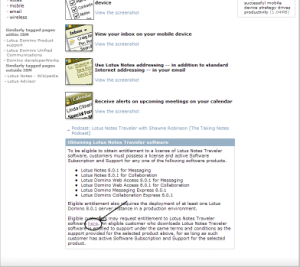 mobile
email
wireless
Similarly tagged pages
within IBM
Lotus Domino Product
support
Lotus Domino Unified
Communications
Domino developerWorks
Similarly tagged pages
outside IBM
Lotus Notes - Wikipedia
Lotus Advisor
device
View the screenshot
View your inbox on your mobile device
View the screenshot
Use Lotus Notes addressing -- in addition to standard
Internet addressing -- in your email
View the screenshot
Receive alerts on upcoming meetings on your Calendar
View the screenshot
Podcast: Lotus Notes Traveler with Shawne Robinson (The Taking Notes
Podcast)
Obtaining Lotus Notes Traveler software
To be eligible to obtain entitlement to a license of Lotus Notes Traveler
software, customers must possess a license and active Software
Subscription and Support for any one of the following software products.
Lotus Notes 8.0.1 for Messaging
Lotus Notes 8.0.1 for Collaboration
Lotus Domino Web Access 8.0.1 for Messaging
Lotus Domino Web Access 8.0.1 for Collaboration
Lotus Domino Messaging Express 8.0.1
Lotus Domino Collaboration Express 8.0.1
Eligible entitlement also requires the deployment of at least one Lotus
Domino 8.0.1 server instance in a production environment.
Eligible may request entitlement to Lotus Notes Traveler
software here. An eligible customer who downloads Lotus Notes Traveler
software is entitled to support under the same terms and conditions as the
support provided for the selected product above, for as long as such
customer has active Software Subscription and Support for the selected
product.
successful mobile
device strategy drives
productivity